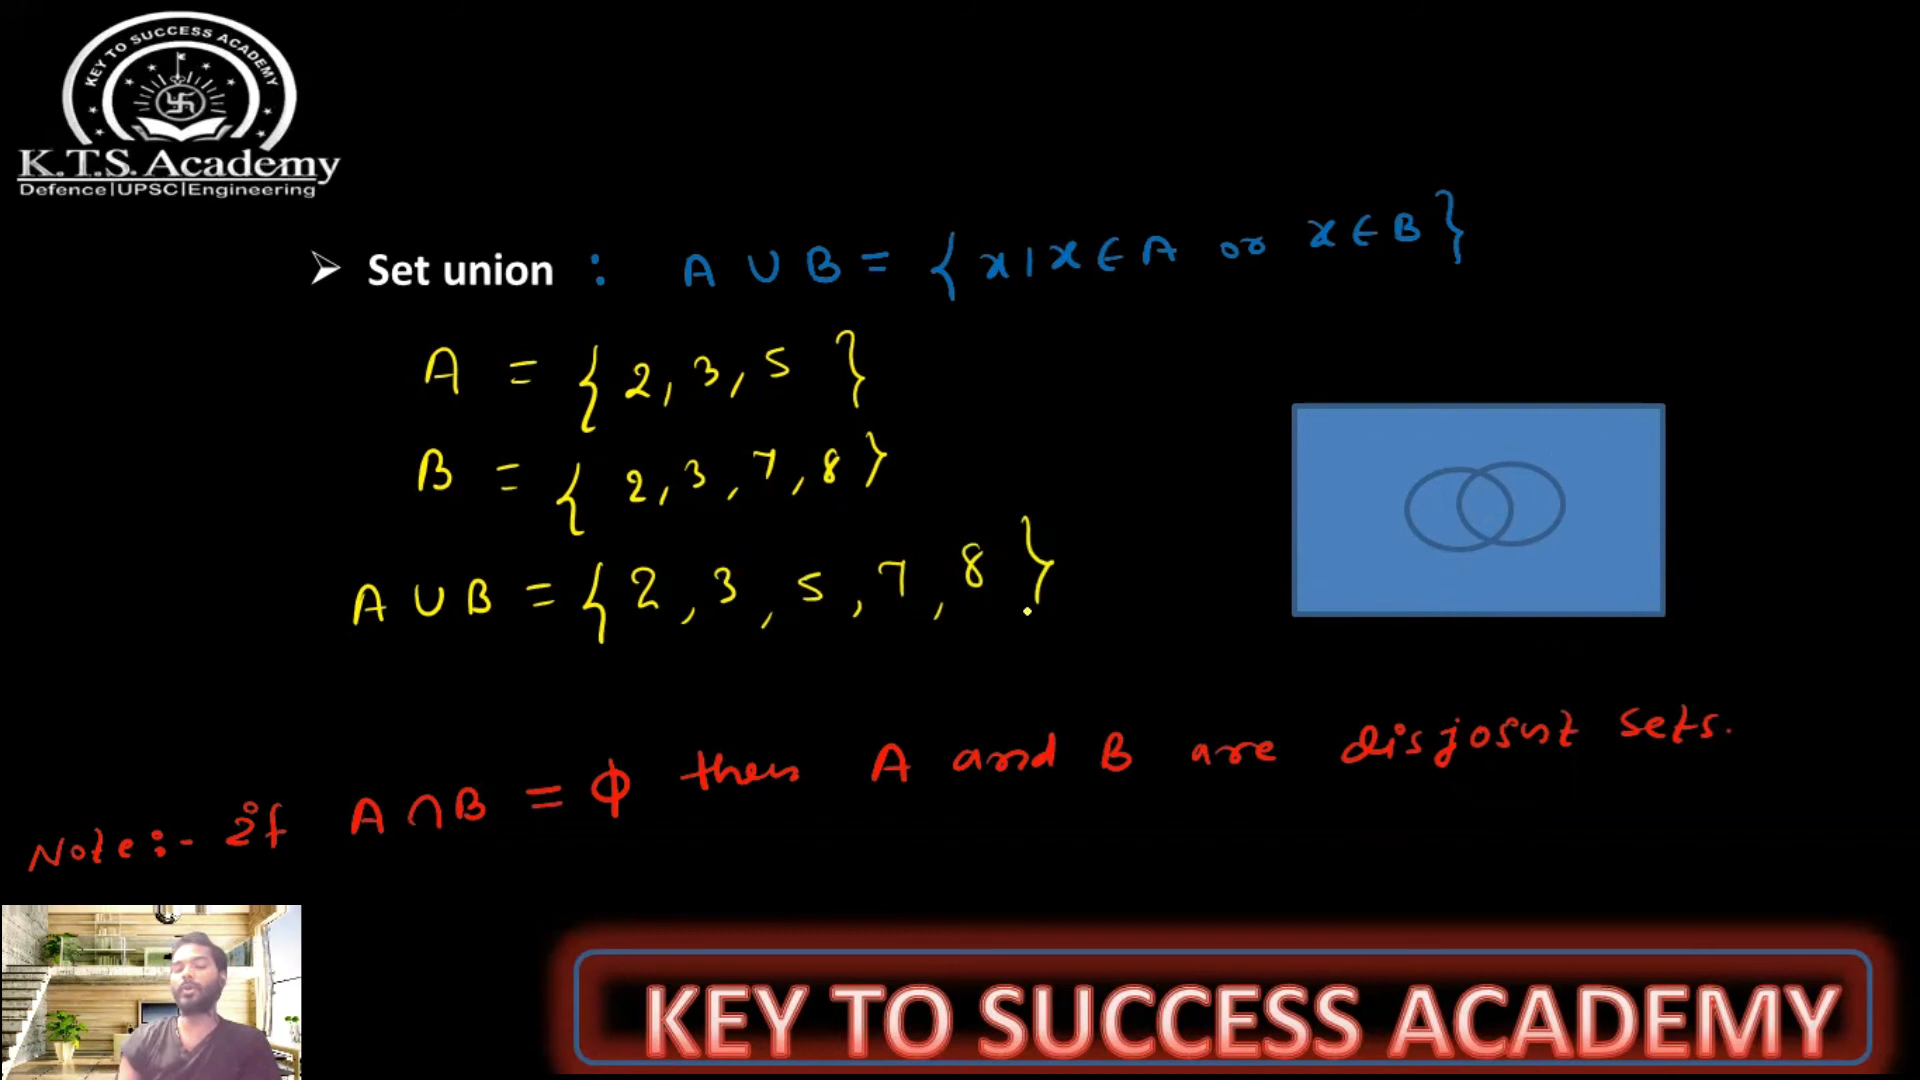 KEY TO SUCCESS ACADEMY
K.T.S. Academy
Defence|UPSC|Engineering
➢ Set union : A ∪ B = { x | x ∈ A or x ∈ B }
A = { 2, 3, 5 }
B = { 2, 3, 7, 8 }
A ∪ B = { 2, 3, 5, 7, 8 }
Note:- If A ∩ B = ϕ then A and B are disjoint sets.
KEY TO SUCCESS ACADEMY